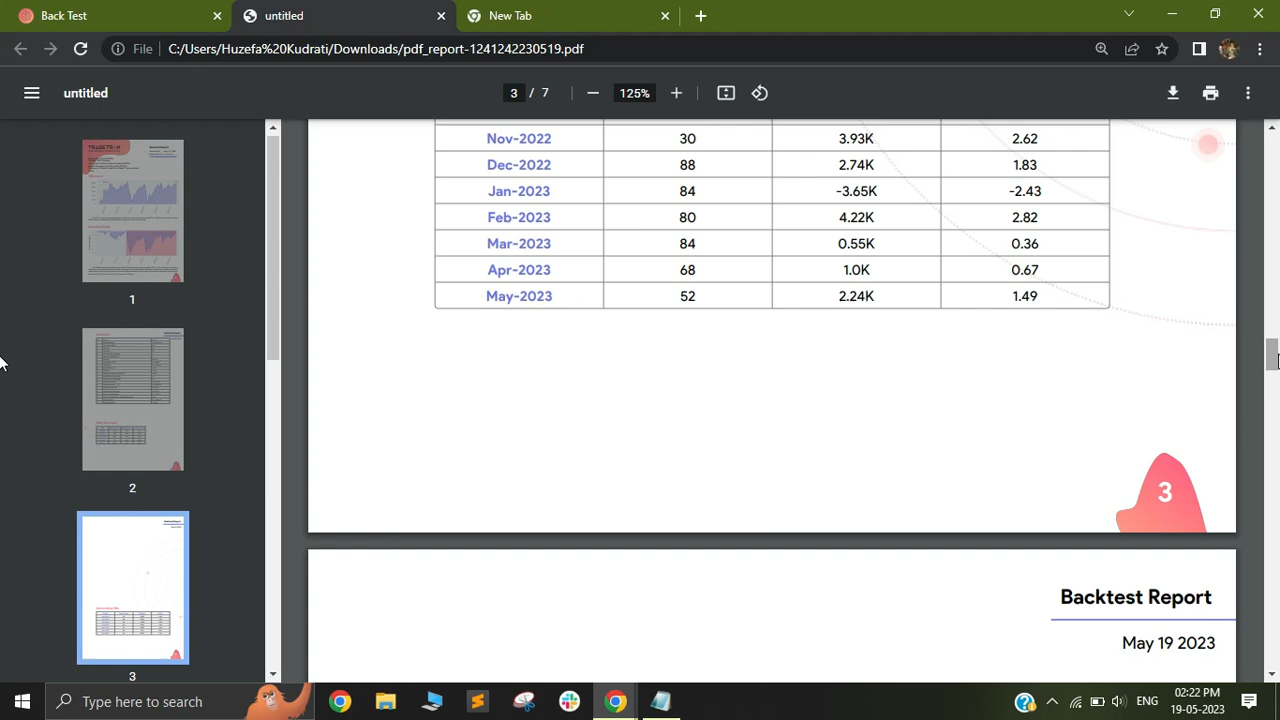 Back Test
untitled
New Tab
File
C:/Users/Huzefa%20Kudrati/Downloads/pdf_report-1241242230519.pdf
untitled
3 / 7
125%
TRADETRON
1
2
3
Nov-2022 30 3.93K 2.62
Dec-2022 88 2.74K 1.83
Jan-2023 84 -3.65K -2.43
Feb-2023 80 4.22K 2.82
Mar-2023 84 0.55K 0.36
Apr-2023 68 1.0K 0.67
May-2023 52 2.24K 1.49
3
Backtest Report
May 19 2023
Type here to search
ENG
02:22 PM
19-05-2023